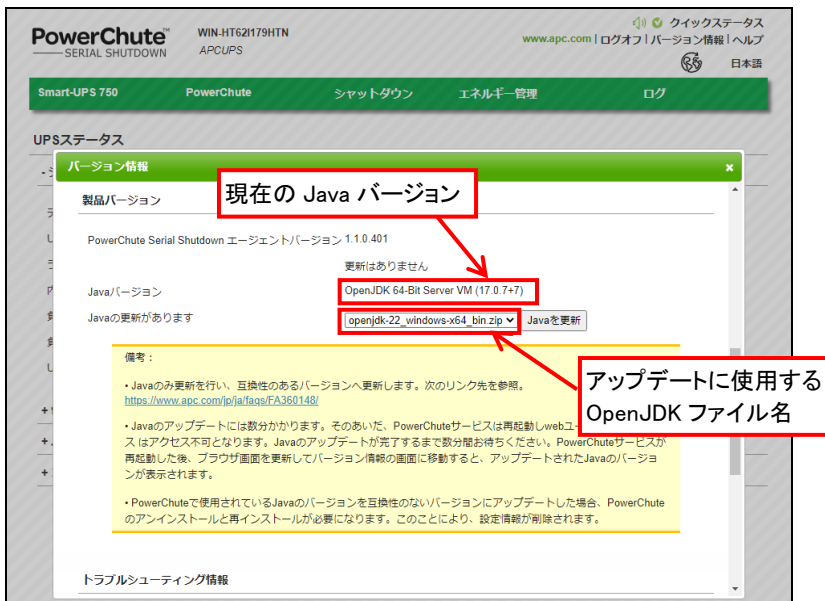 PowerChute™
SERIAL SHUTDOWN
WIN-HT62I179HTN
APCUPS
クイックステータス
www.apc.com | ログオフ | バージョン情報 | ヘルプ
日本語
Smart-UPS 750 PowerChute シャットダウン エネルギー管理 ログ
UPSステータス
バージョン情報
製品バージョン
現在の Java バージョン
PowerChute Serial Shutdown エージェントバージョン 1.1.0.401
更新はありません
Javaバージョン OpenJDK 64-Bit Server VM (17.0.7+7)
Javaの更新があります openjdk-22_windows-x64_bin.zip Javaを更新
アップデートに使用する
OpenJDK ファイル名
備考：
• Javaのみ更新を行い、互換性のあるバージョンへ更新します。次のリンク先を参照。
https://www.apc.com/jp/ja/faqs/FA360148/
• Javaのアップデートには数分かかります。そのあいだ、PowerChuteサービスは再起動しwebユー
ス はアクセス不可となります。Javaのアップデートが完了するまで数分間お待ちください。PowerChuteサービスが
再起動した後、ブラウザ画面を更新してバージョン情報の画面に移動すると、アップデートされたJavaのバージョ
ンが表示されます。
• PowerChuteで使用されているJavaのバージョンを互換性のないバージョンにアップデートした場合、PowerChute
のアンインストールと再インストールが必要になります。このことにより、設定情報が削除されます。
トラブルシューティング情報